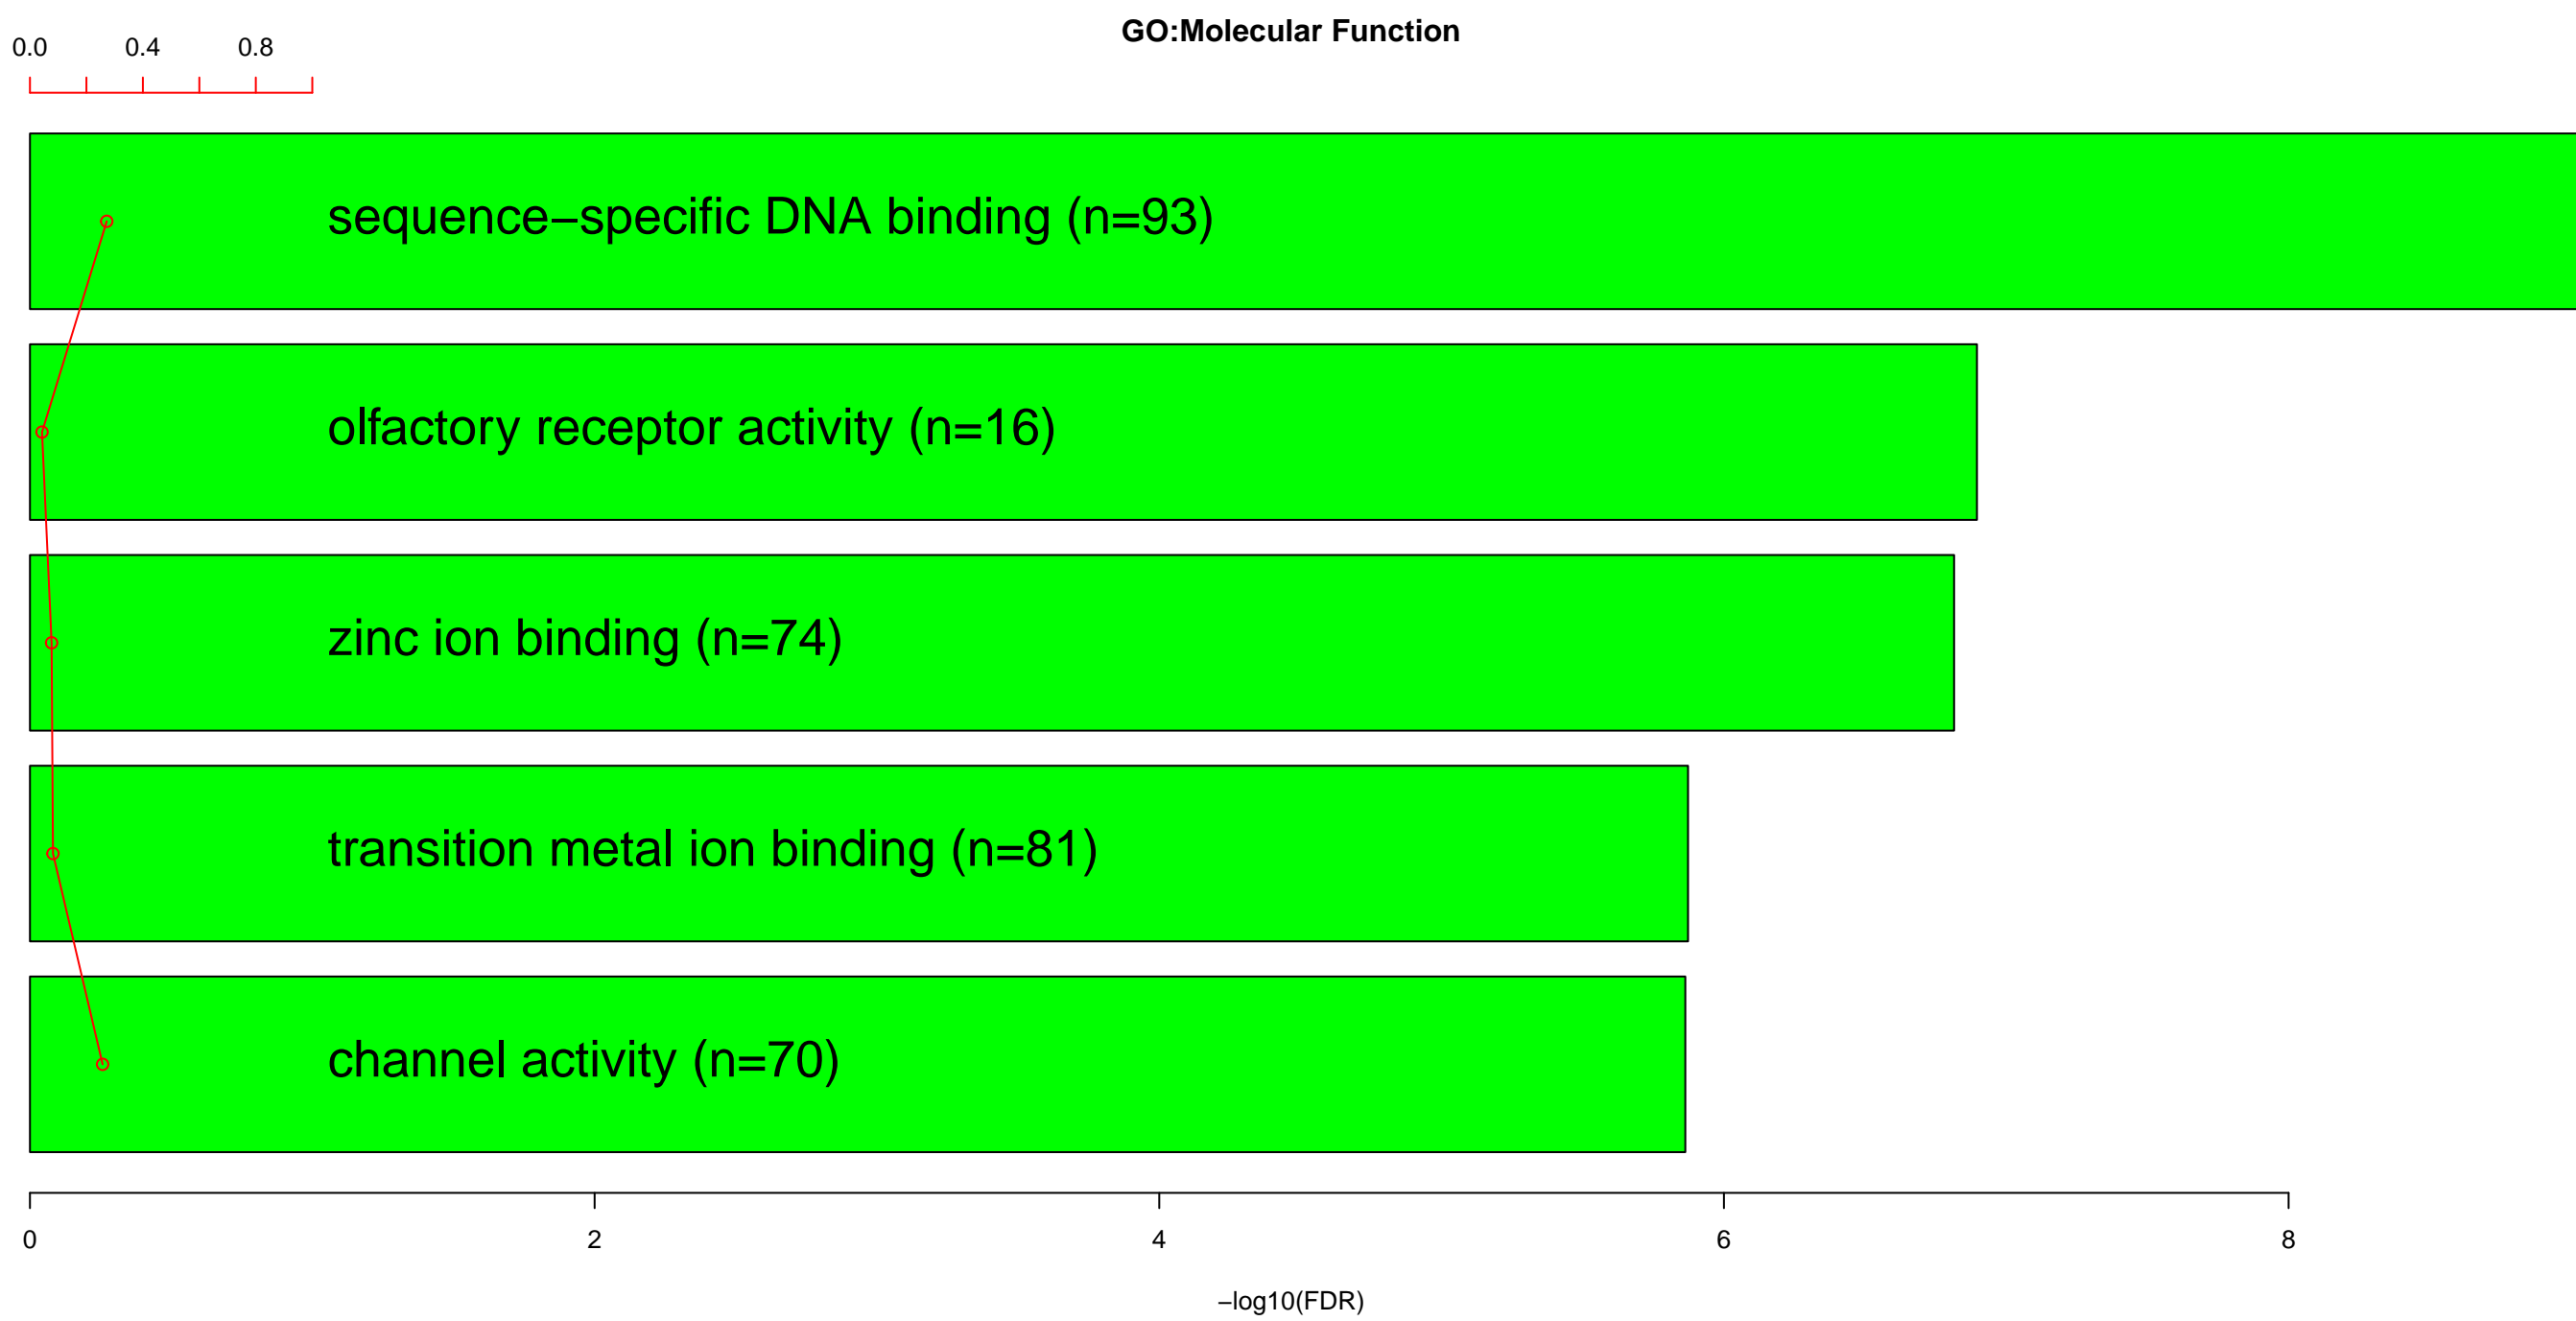 GO:Molecular Function
0.0 0.4 0.8
sequence−specific DNA binding (n=93)
olfactory receptor activity (n=16)
zinc ion binding (n=74)
transition metal ion binding (n=81)
channel activity (n=70)
0 2 4 6 8
−log10(FDR)